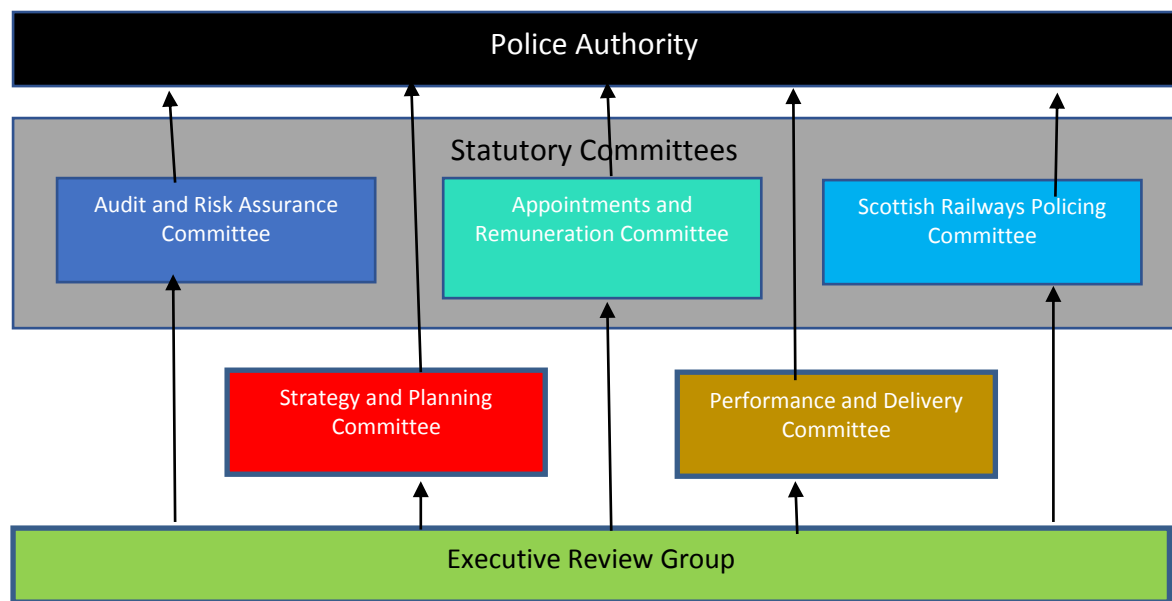 Police Authority
Statutory Committees
Audit and Risk Assurance
Committee
Appointments and
Remuneration Committee
Scottish Railways Policing
Committee
Strategy and Planning
Committee
Performance and Delivery
Committee
Executive Review Group